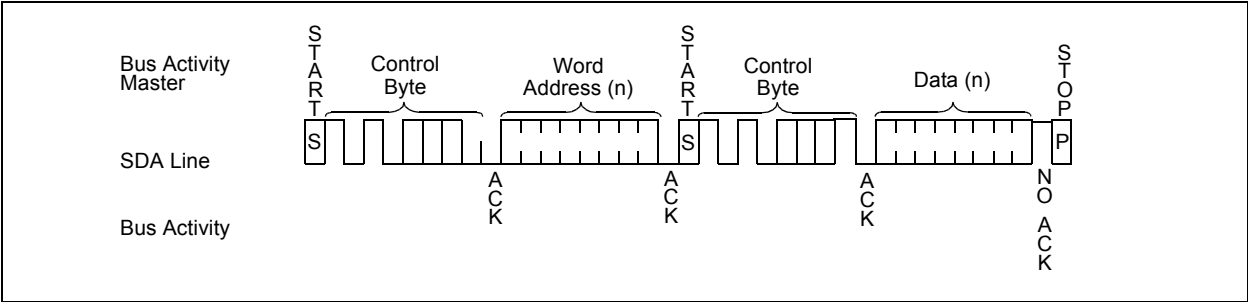 START
START
STOP
Bus Activity
Master
Control
Byte
Word
Address (n)
Control
Byte
Data (n)
S
S
P
SDA Line
ACK
ACK
ACK
NO ACK
Bus Activity